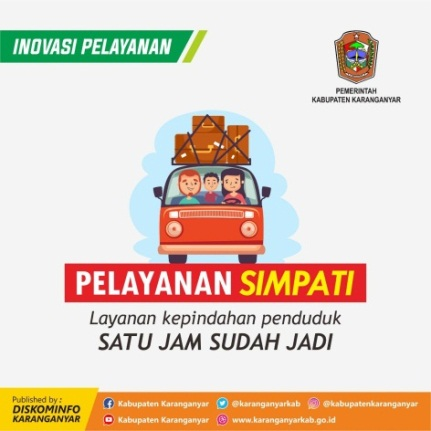 INOVASI PELAYANAN
PEMERINTAH
KABUPATEN KARANGANYAR
PELAYANAN SIMPATI
Layanan kepindahan penduduk
SATU JAM SUDAH JADI
Published by :
DISKOMINFO
KARANGANYAR
Kabupaten Karanganyar @karanganyarkab @kabupatenkaranganyar
Kabupaten Karanganyar www.karanganyarkab.go.id